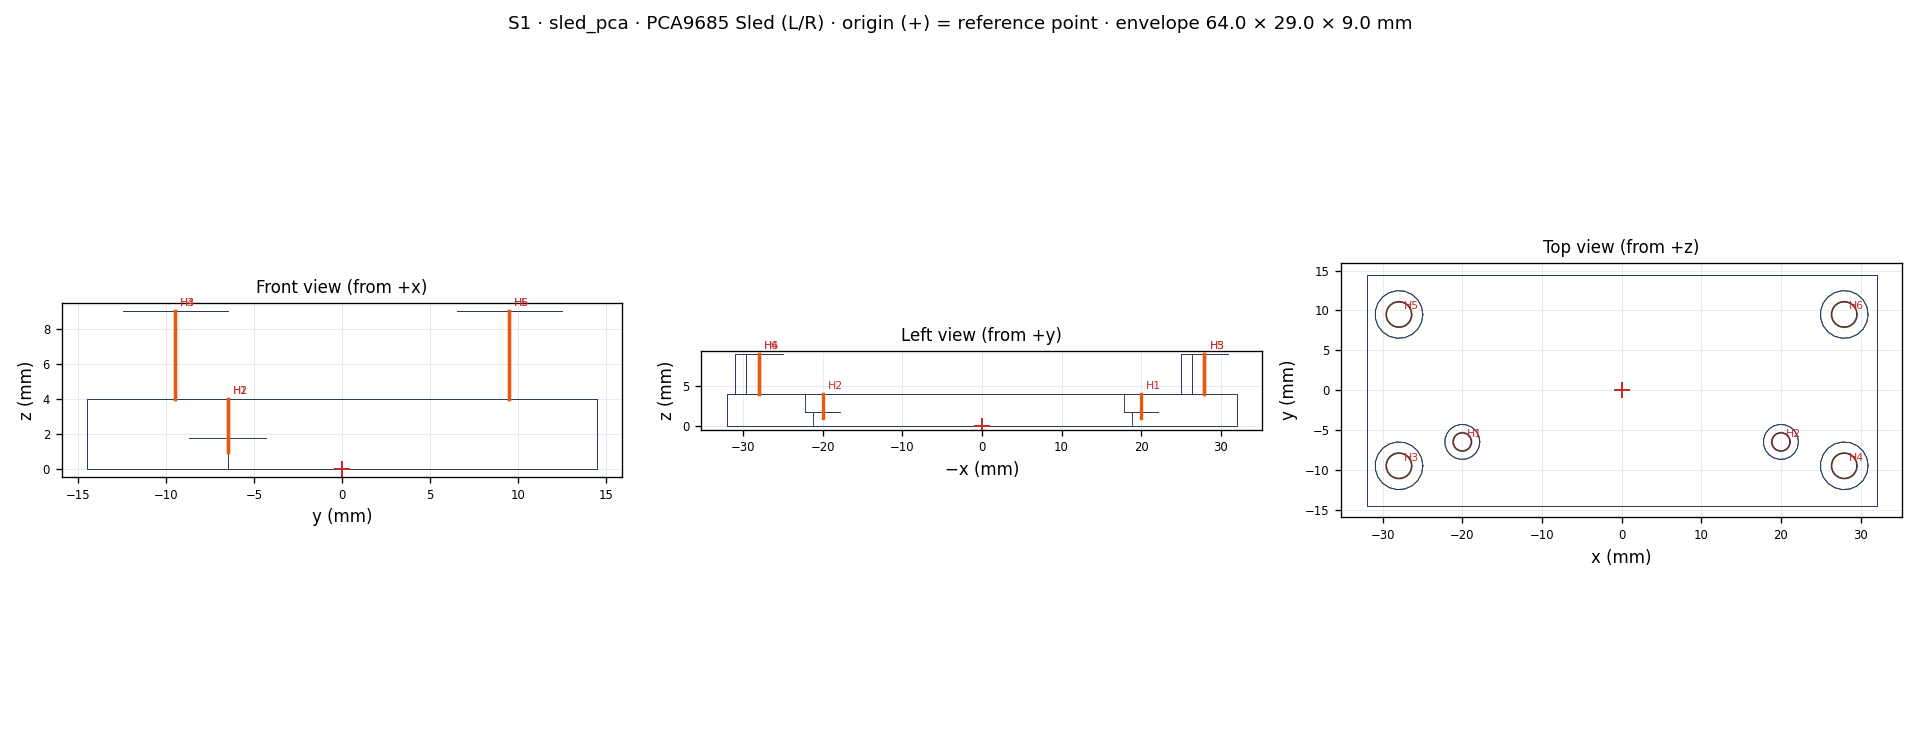 S1 · sled_pca · PCA9685 Sled (L/R) · origin (+) = reference point · envelope 64.0 × 29.0 × 9.0 mm
Front view (from +x)
8
6
4
2
0
z (mm)
−15
−10
−5
0
5
10
15
y (mm)
Left view (from +y)
H2
H1
5
0
z (mm)
−30
−20
−10
0
10
20
30
−x (mm)
Top view (from +z)
15
10
5
0
−5
−10
−15
y (mm)
H5
H6
H1
H2
H3
H4
−30
−20
−10
0
10
20
30
x (mm)